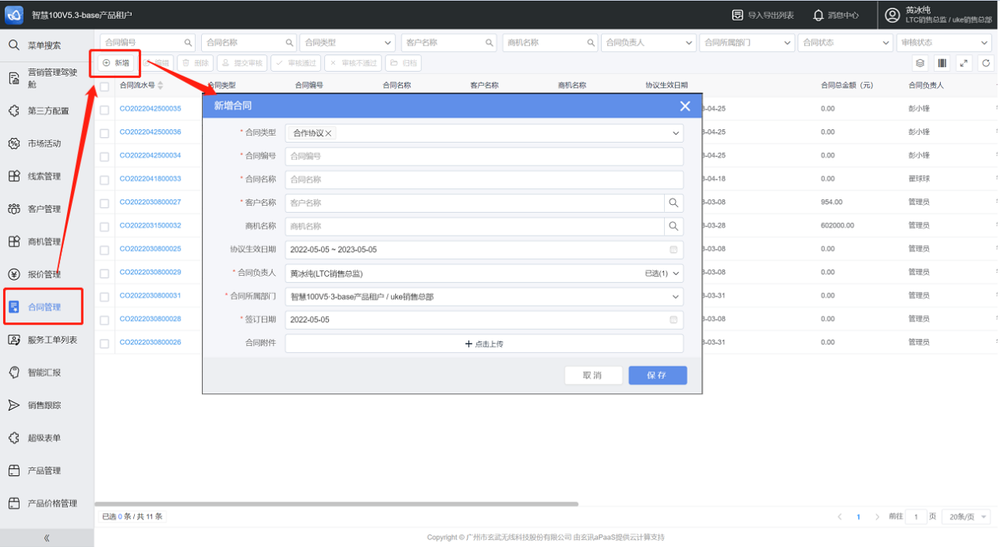 智慧100V5.3-base产品租户
导入导出列表
消息中心
黄冰纯
LTC销售总监 / uke销售总部
菜单搜索
营销管理驾驶
舱
第三方配置
市场活动
线索管理
客户管理
商机管理
报价管理
合同管理
服务工单列表
智能汇报
销售跟踪
超级表单
产品管理
产品价格管理
合同编号 合同名称 合同类型 客户名称 商机名称 合同负责人 合同所属部门 合同状态 审核状态
新增 编辑 删除 提交审核 审核通过 审核不通过 归档
合同流水号 合同类型 合同编号 合同名称 客户名称 商机名称 协议生效日期 合同总金额（元） 合同负责人
CO2022042500035 -04-25 0.00 彭小锋
CO2022042500036 -04-25 0.00 彭小锋
CO2022042500034 -04-25 0.00 彭小锋
CO2022041800033 -04-18 0.00 翟球球
CO2022030800027 -03-08 954.00 管理员
CO2022031500032 -03-28 602000.00 管理员
CO2022030800025 -03-08 0.00 管理员
CO2022030800029 -03-08 0.00 管理员
CO2022030800031 -03-31 0.00 管理员
CO2022030800028 -03-08 0.00 管理员
CO2022030800026 -03-31 0.00 管理员
新增合同
* 合同类型 合作协议
* 合同编号 合同编号
* 合同名称 合同名称
* 客户名称 客户名称
商机名称 商机名称
协议生效日期 2022-05-05 ~ 2023-05-05
* 合同负责人 黄冰纯(LTC销售总监) 已选(1)
* 合同所属部门 智慧100V5·3-base产品租户 / uke销售总部
* 签订日期 2022-05-05
合同附件 点击上传
取消 保存
已选 0 条 / 共 11 条
1 前往 1 页 20条/页
Copyright © 广州市玄武无线科技股份有限公司 由玄讯aPaaS提供云计算支持